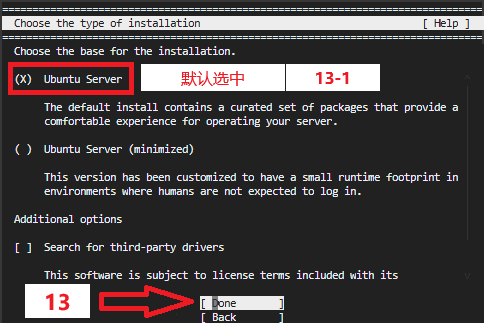 Choose the type of installation [ Help ]
Choose the base for the installation.
(X) Ubuntu Server 默认选中 13-1
The default install contains a curated set of packages that provide a
comfortable experience for operating your server.
( ) Ubuntu Server (minimized)
This version has been customized to have a small runtime footprint in
environments where humans are not expected to log in.
Additional options
[ ] Search for third-party drivers
This software is subject to license terms included with its
13 [ Done ]
[ Back ]